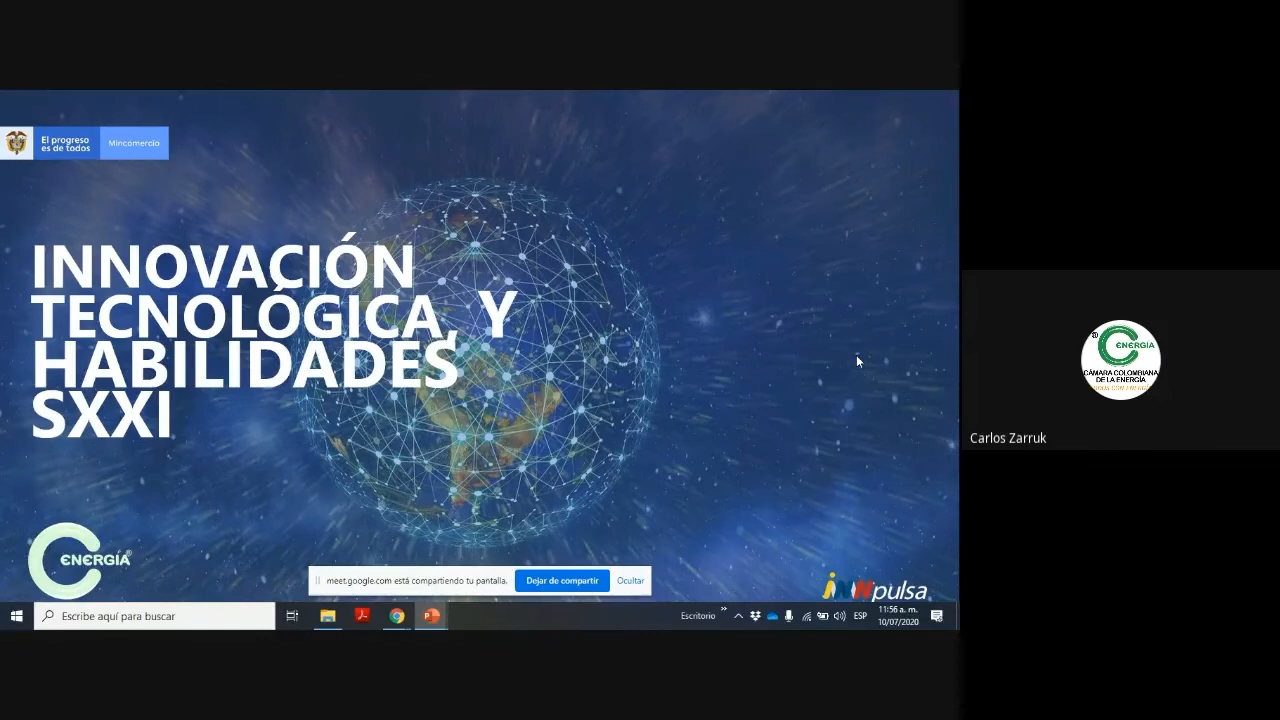 El progreso
es de todos
Mincomercio
INNOVACIÓN
TECNOLÓGICA, Y
HABILIDADES
SXXI
CENERGÍA®
meet.google.com está compartiendo tu pantalla.
Dejar de compartir
Ocultar
iNNpulsa
Escribe aquí para buscar
Escritorio
ESP
11:56 a. m.
10/07/2020
CENERGÍA
CÁMARA COLOMBIANA
DE LA ENERGÍA
Carlos Zarruk